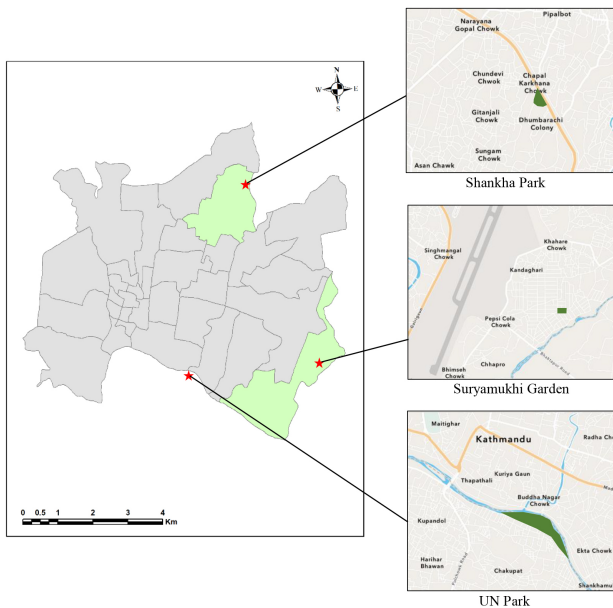 N
W
E
S
0 0.5 1 2 3 4
Km
Narayana
Gopal Chowk
Pipalbot
Chundevi
Chwok
Chapal
Karkhana
Chowk
Gitanjali
Chowk
Dhumbarachi
Colony
Sungam
Chowk
Asan Chawk
Shankha Park
Singhmangal
Chowk
Khahare
Chowk
Kandaghari
Pepsi Cola
Chowk
Bhimseh
Chowk
Chhapro
Suryamukhi Garden
Maitighar
Kathmandu
Radha Ch
Kuriya Gaun
Thapathali
Buddha Nagar
Chowk
Kupandol
Ekta Chowk
Harihar
Bhawan
Chakupat
Shankhamu
UN Park